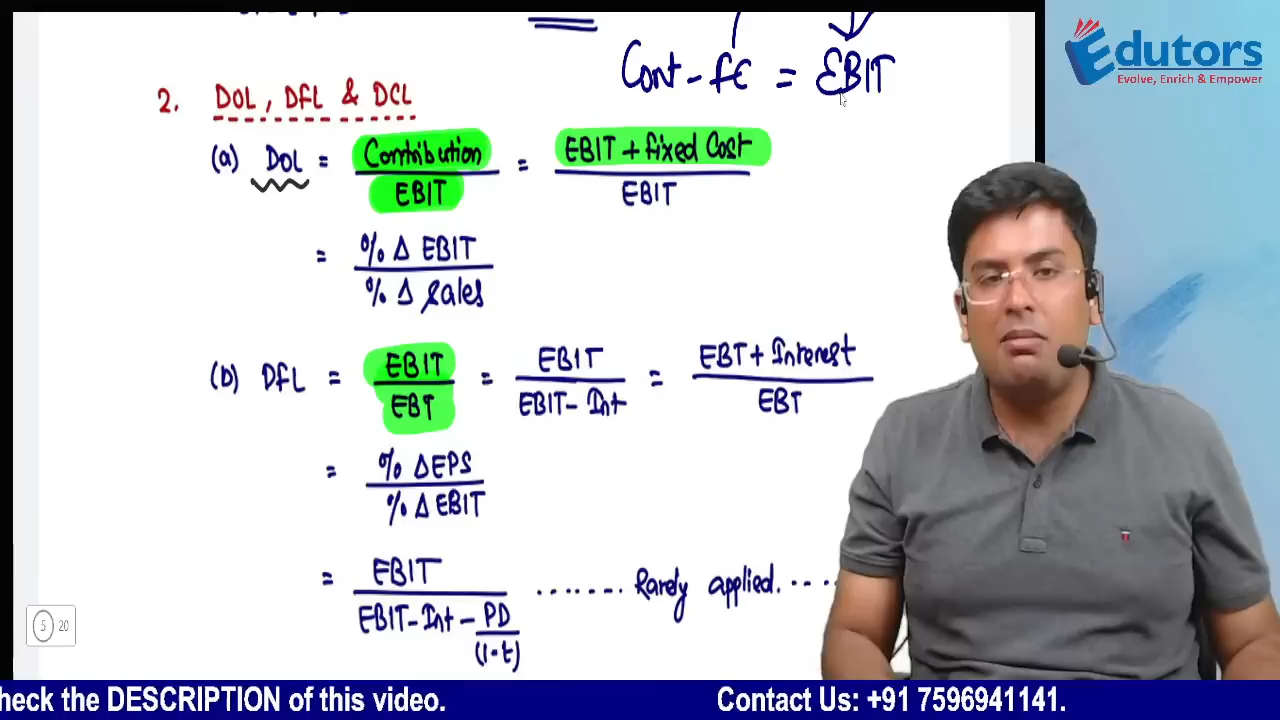 Cont - FC = EBIT
Edutors
Evolve, Enrich & Empower
2. DOL, DFL & DCL
(a) DOL = Contribution / EBIT = EBIT + Fixed Cost / EBIT
= % Δ EBIT / % Δ Sales
(b) DFL = EBIT / EBT = EBIT / EBIT - Int = EBT + Interest / EBT
= % Δ EPS / % Δ EBIT
= EBIT / EBIT - Int - PD / (1-t) ....... Rarely applied. .....
5 20
heck the DESCRIPTION of this video. Contact Us: +91 7596941141.